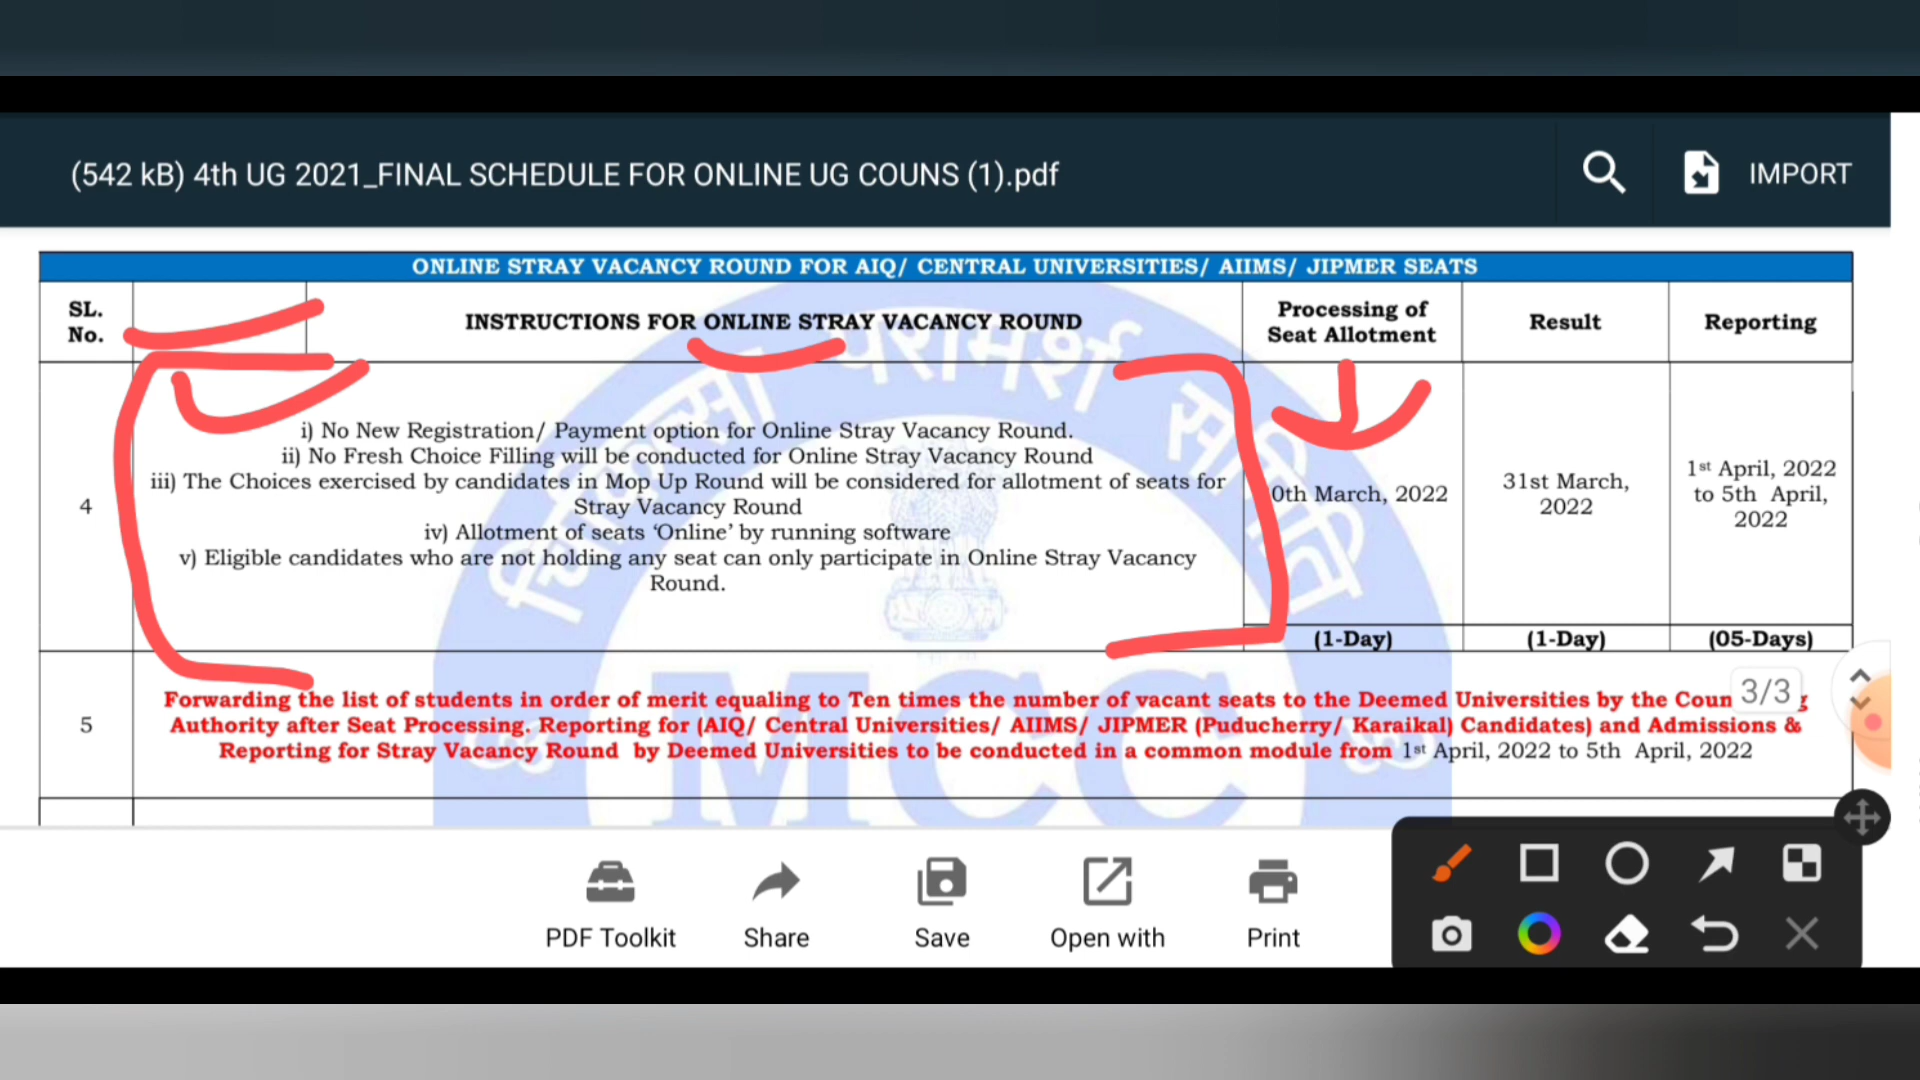 (542 kB) 4th UG 2021_FINAL SCHEDULE FOR ONLINE UG COUNS (1).pdf
IMPORT
ONLINE STRAY VACANCY ROUND FOR AIQ/ CENTRAL UNIVERSITIES/ AIIMS/ JIPMER SEATS
SL.
No.
INSTRUCTIONS FOR ONLINE STRAY VACANCY ROUND
Processing of
Seat Allotment
Result
Reporting
4
i) No New Registration/ Payment option for Online Stray Vacancy Round.
ii) No Fresh Choice Filling will be conducted for Online Stray Vacancy Round
iii) The Choices exercised by candidates in Mop Up Round will be considered for allotment of seats for
Stray Vacancy Round
iv) Allotment of seats ‘Online’ by running software
v) Eligible candidates who are not holding any seat can only participate in Online Stray Vacancy
Round.
0th March, 2022
31st March,
2022
1st April, 2022
to 5th April,
2022
(1-Day)
(1-Day)
(05-Days)
5
Forwarding the list of students in order of merit equaling to Ten times the number of vacant seats to the Deemed Universities by the
Authority after Seat Processing. Reporting for (AIQ/ Central Universities/ AIIMS/ JIPMER (Puducherry/ Karaikal) Candidates) and Admissions &
Reporting for Stray Vacancy Round by Deemed Universities to be conducted in a common module from 1st April, 2022 to 5th April, 2022
3/3
चिकित्सा परामर्श समिति
MCC
PDF Toolkit
Share
Save
Open with
Print